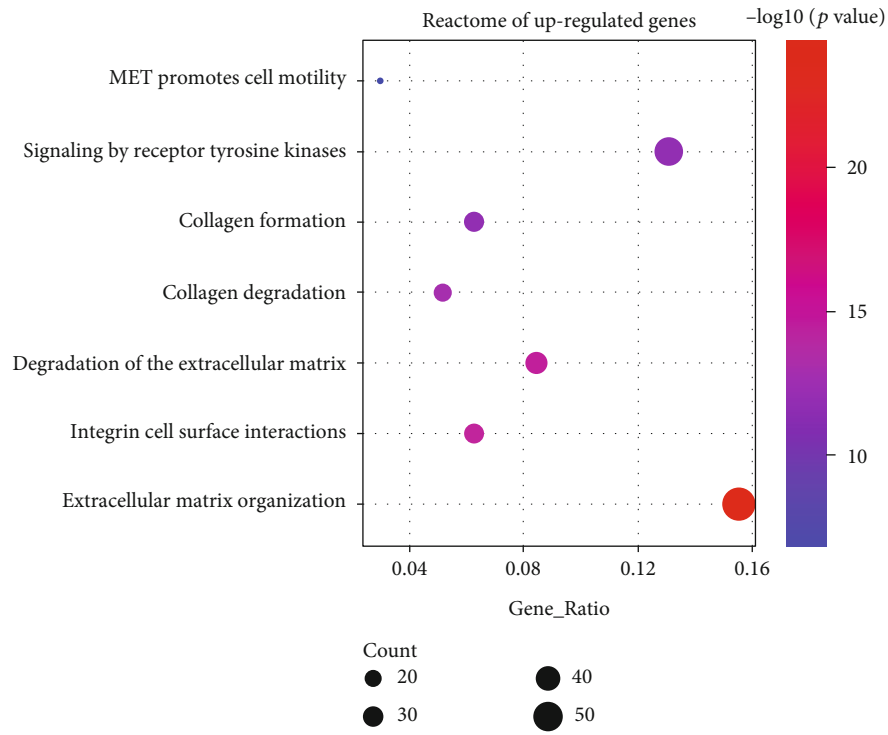 Reactome of up-regulated genes
–log10 (p value)
MET promotes cell motility
Signaling by receptor tyrosine kinases
Collagen formation
Collagen degradation
Degradation of the extracellular matrix
Integrin cell surface interactions
Extracellular matrix organization
20
15
10
0.04 0.08 0.12 0.16
Gene_Ratio
Count
20 40
30 50